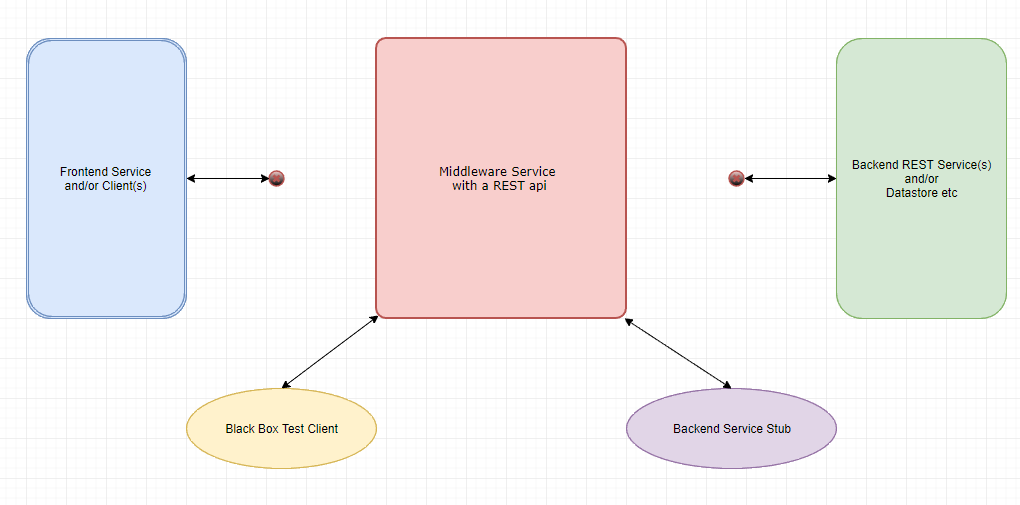 Frontend Service
and/or Client(s)
Middleware Service
with a REST api
Backend REST Service(s)
and/or
Datastore etc
Black Box Test Client
Backend Service Stub